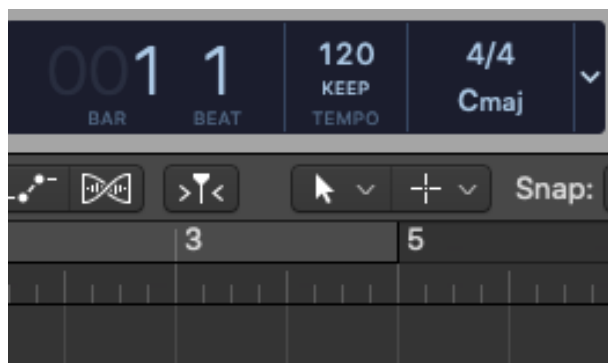 001 1 120 4/4
KEEP Cmaj
BAR BEAT TEMPO
Snap:
3 5